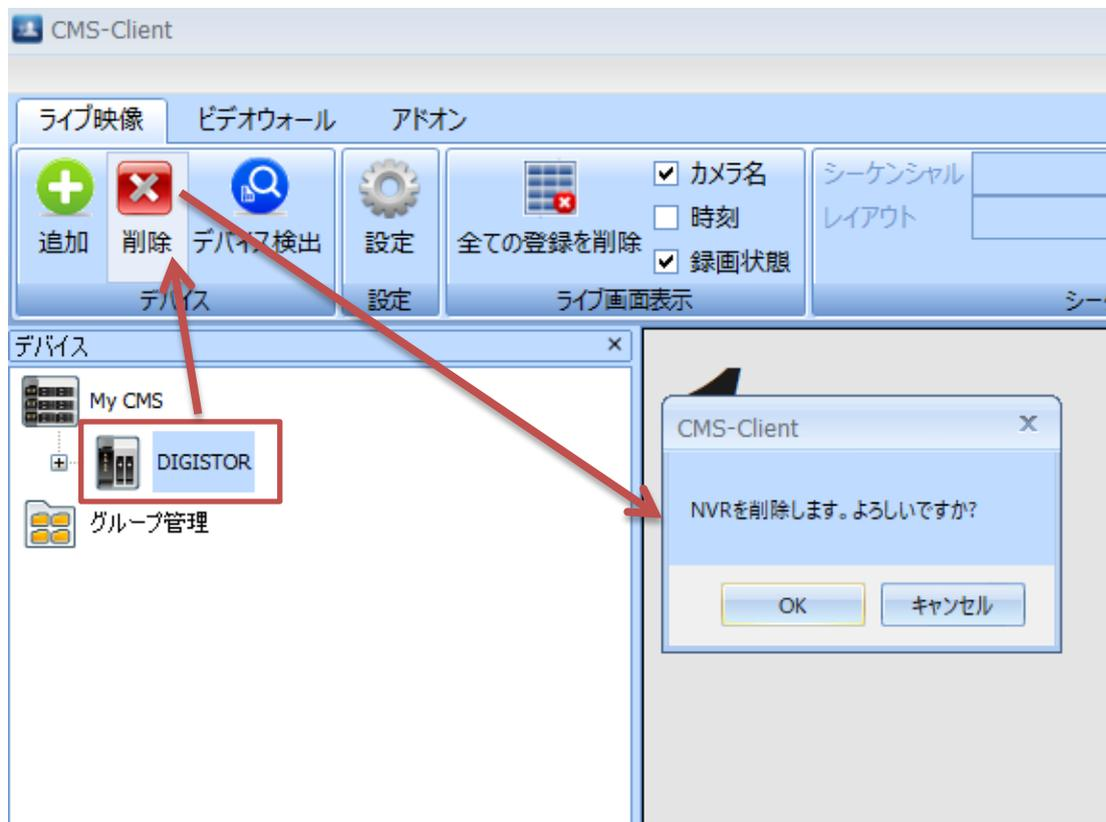 CMS-Client
ライブ映像 ビデオウォール アドオン
追加 削除 デバイス検出 設定 全ての登録を削除
カメラ名
時刻
録画状態
シーケンシャル
レイアウト
デバイス 設定 ライブ画面表示 シー
デバイス ×
My CMS
DIGISTOR
グループ管理
CMS-Client x
NVRを削除します。よろしいですか?
OK キャンセル